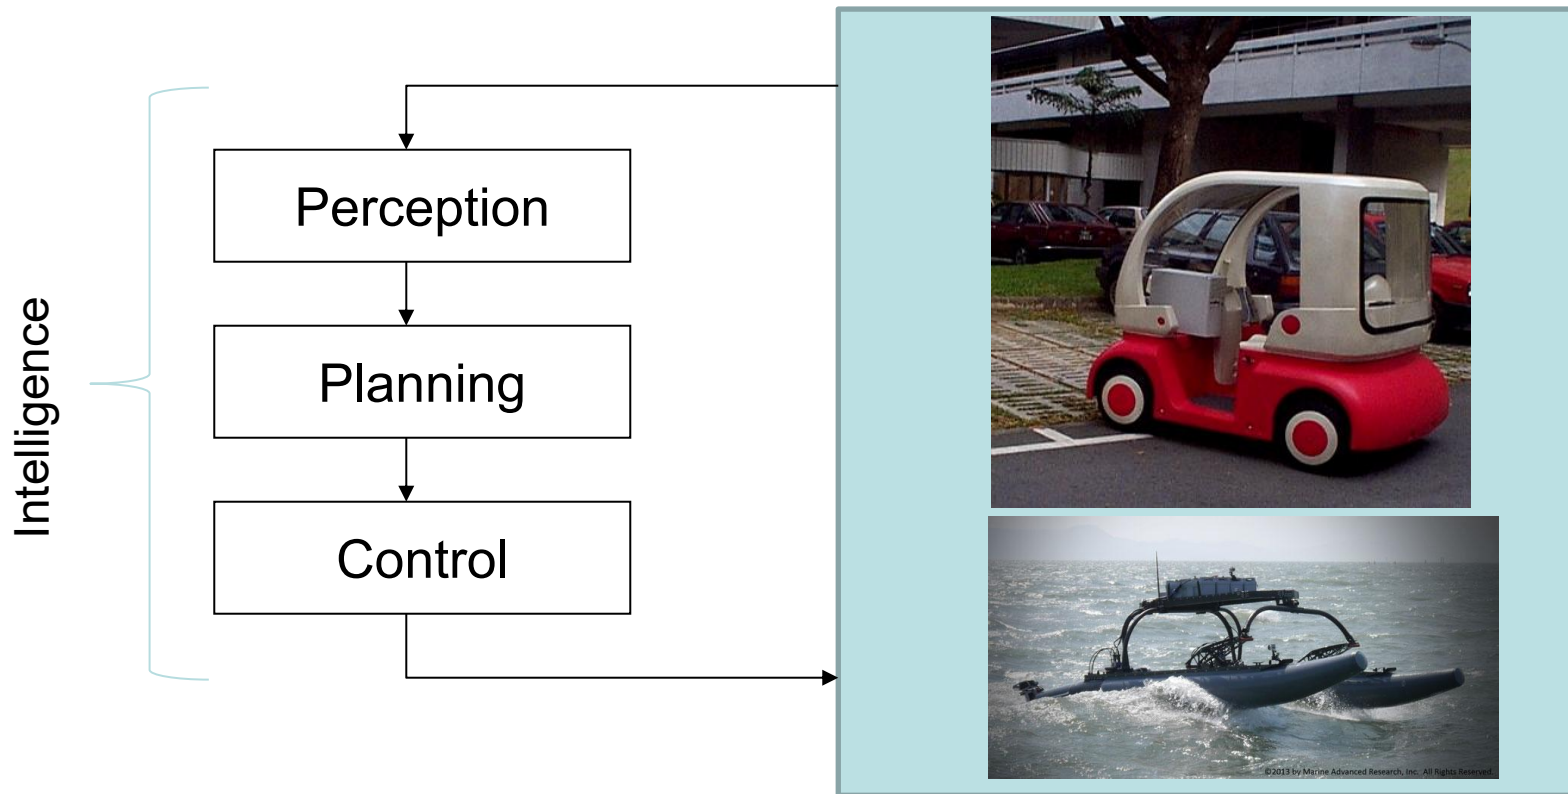 Intelligence
Perception
Planning
Control
©2013 by Marine Advanced Research, Inc. All Rights Reserved.